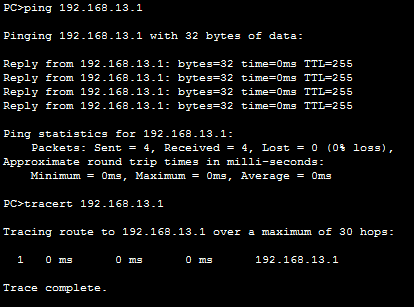 PC>ping 192.168.13.1
Pinging 192.168.13.1 with 32 bytes of data:
Reply from 192.168.13.1: bytes=32 time=0ms TTL=255
Reply from 192.168.13.1: bytes=32 time=0ms TTL=255
Reply from 192.168.13.1: bytes=32 time=0ms TTL=255
Reply from 192.168.13.1: bytes=32 time=0ms TTL=255
Ping statistics for 192.168.13.1:
    Packets: Sent = 4, Received = 4, Lost = 0 (0% loss),
Approximate round trip times in milli-seconds:
    Minimum = 0ms, Maximum = 0ms, Average = 0ms
PC>tracert 192.168.13.1
Tracing route to 192.168.13.1 over a maximum of 30 hops:
  1   0 ms      0 ms      0 ms      192.168.13.1
Trace complete.